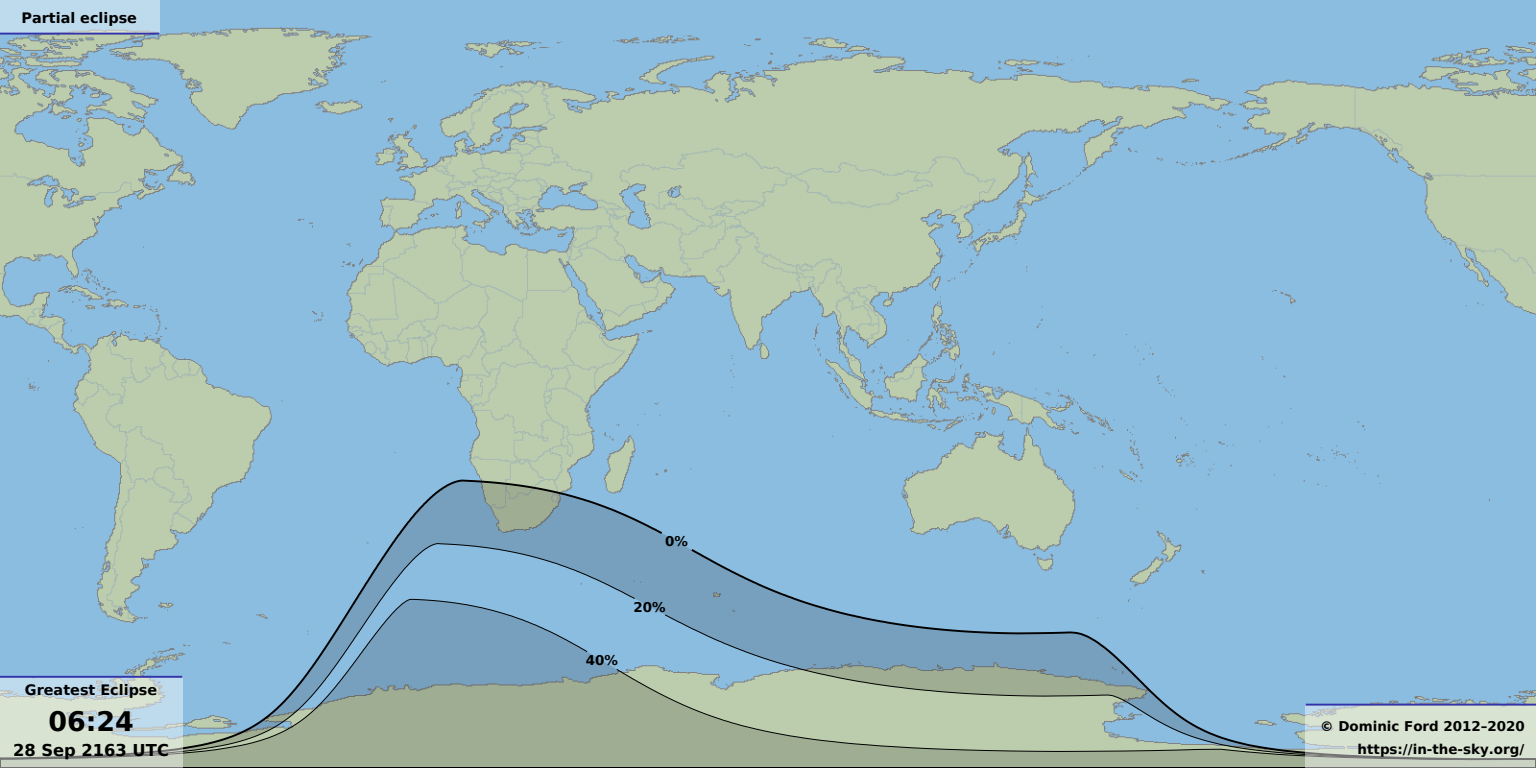 Partial eclipse
0%
20%
40%
Greatest Eclipse
06:24
28 Sep 2163 UTC
© Dominic Ford 2012–2020
https://in-the-sky.org/